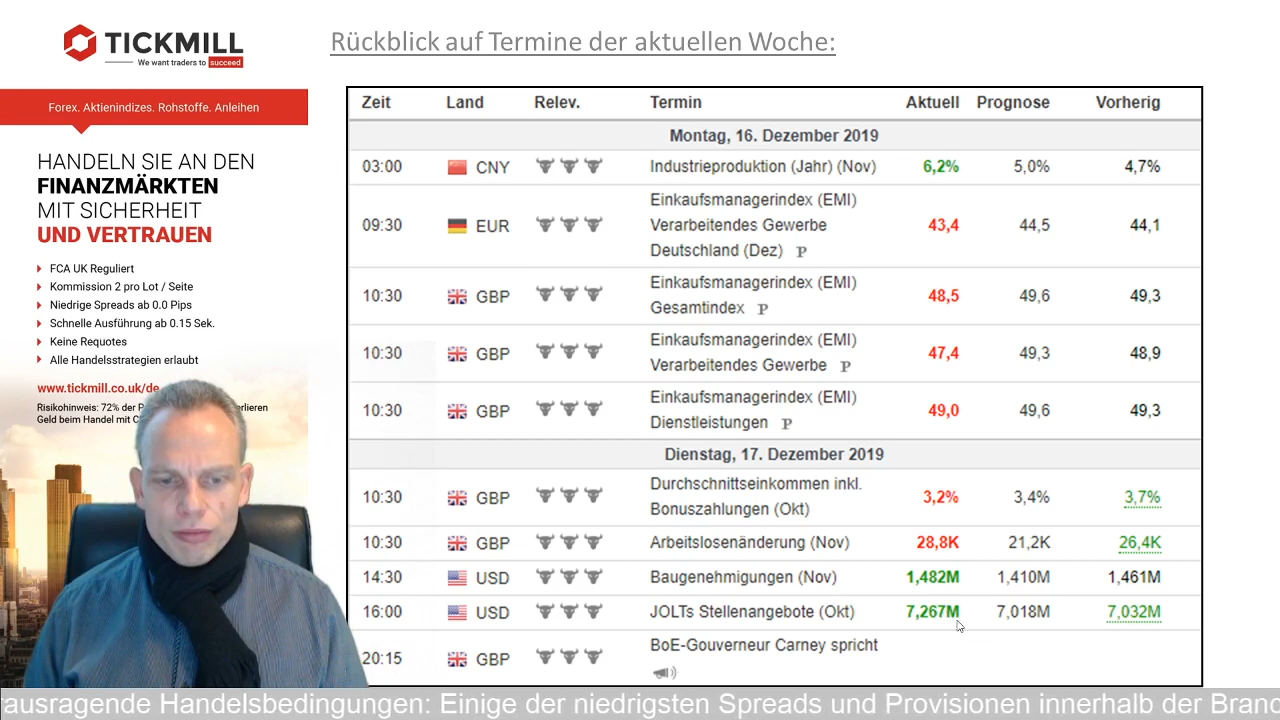 TICKMILL
We want traders to succeed
Rückblick auf Termine der aktuellen Woche:
Forex. Aktienindizes. Rohstoffe. Anleihen
HANDELN SIE AN DEN
FINANZMÄRKTEN
MIT SICHERHEIT
UND VERTRAUEN
FCA UK Reguliert
Kommission 2 pro Lot / Seite
Niedrige Spreads ab 0.0 Pips
Schnelle Ausführung ab 0.15 Sek.
Keine Requotes
Alle Handelsstrategien erlaubt
www.tickmill.co.uk/de
Risikohinweis: 72% der
Geld beim Handel mit
Zeit Land Relev. Termin Aktuell Prognose Vorherig
Montag, 16. Dezember 2019
03:00 CNY Industrieproduktion (Jahr) (Nov) 6,2% 5,0% 4,7%
Einkaufsmanagerindex (EMI)
09:30 EUR Verarbeitendes Gewerbe 43,4 44,5 44,1
Deutschland (Dez) P
Einkaufsmanagerindex (EMI)
10:30 GBP 48,5 49,6 49,3
Gesamtindex P
Einkaufsmanagerindex (EMI)
10:30 GBP 47,4 49,3 48,9
Verarbeitendes Gewerbe P
Einkaufsmanagerindex (EMI)
10:30 GBP 49,0 49,6 49,3
Dienstleistungen P
Dienstag, 17. Dezember 2019
Durchschnittseinkommen inkl.
10:30 GBP 3,2% 3,4% 3,7%
Bonuszahlungen (Okt)
10:30 GBP Arbeitslosenänderung (Nov) 28,8K 21,2K 26,4K
14:30 USD Baugenehmigungen (Nov) 1,482M 1,410M 1,461M
16:00 USD JOLTs Stellenangebote (Okt) 7,267M 7,018M 7,032M
BoE-Gouverneur Carney spricht
20:15 GBP
rausragende Handelsbedingungen: Einige der niedrigsten Spreads und Provisionen innerhalb der Branc